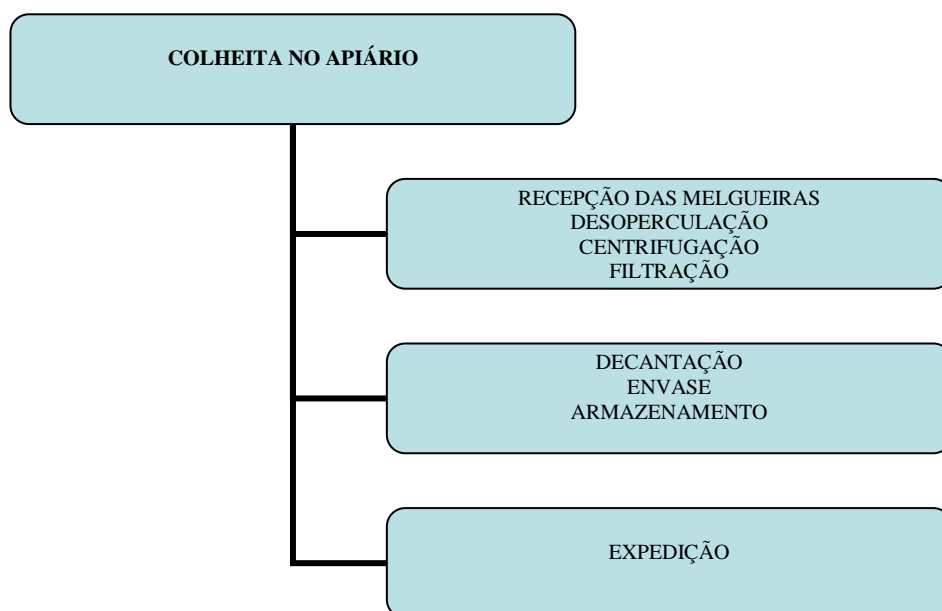 COLHEITA NO APIÁRIO
RECEPÇÃO DAS MELGUEIRAS
DESOPERCULAÇÃO
CENTRIFUGAÇÃO
FILTRAÇÃO
DECANTAÇÃO
ENVASE
ARMAZENAMENTO
EXPEDIÇÃO